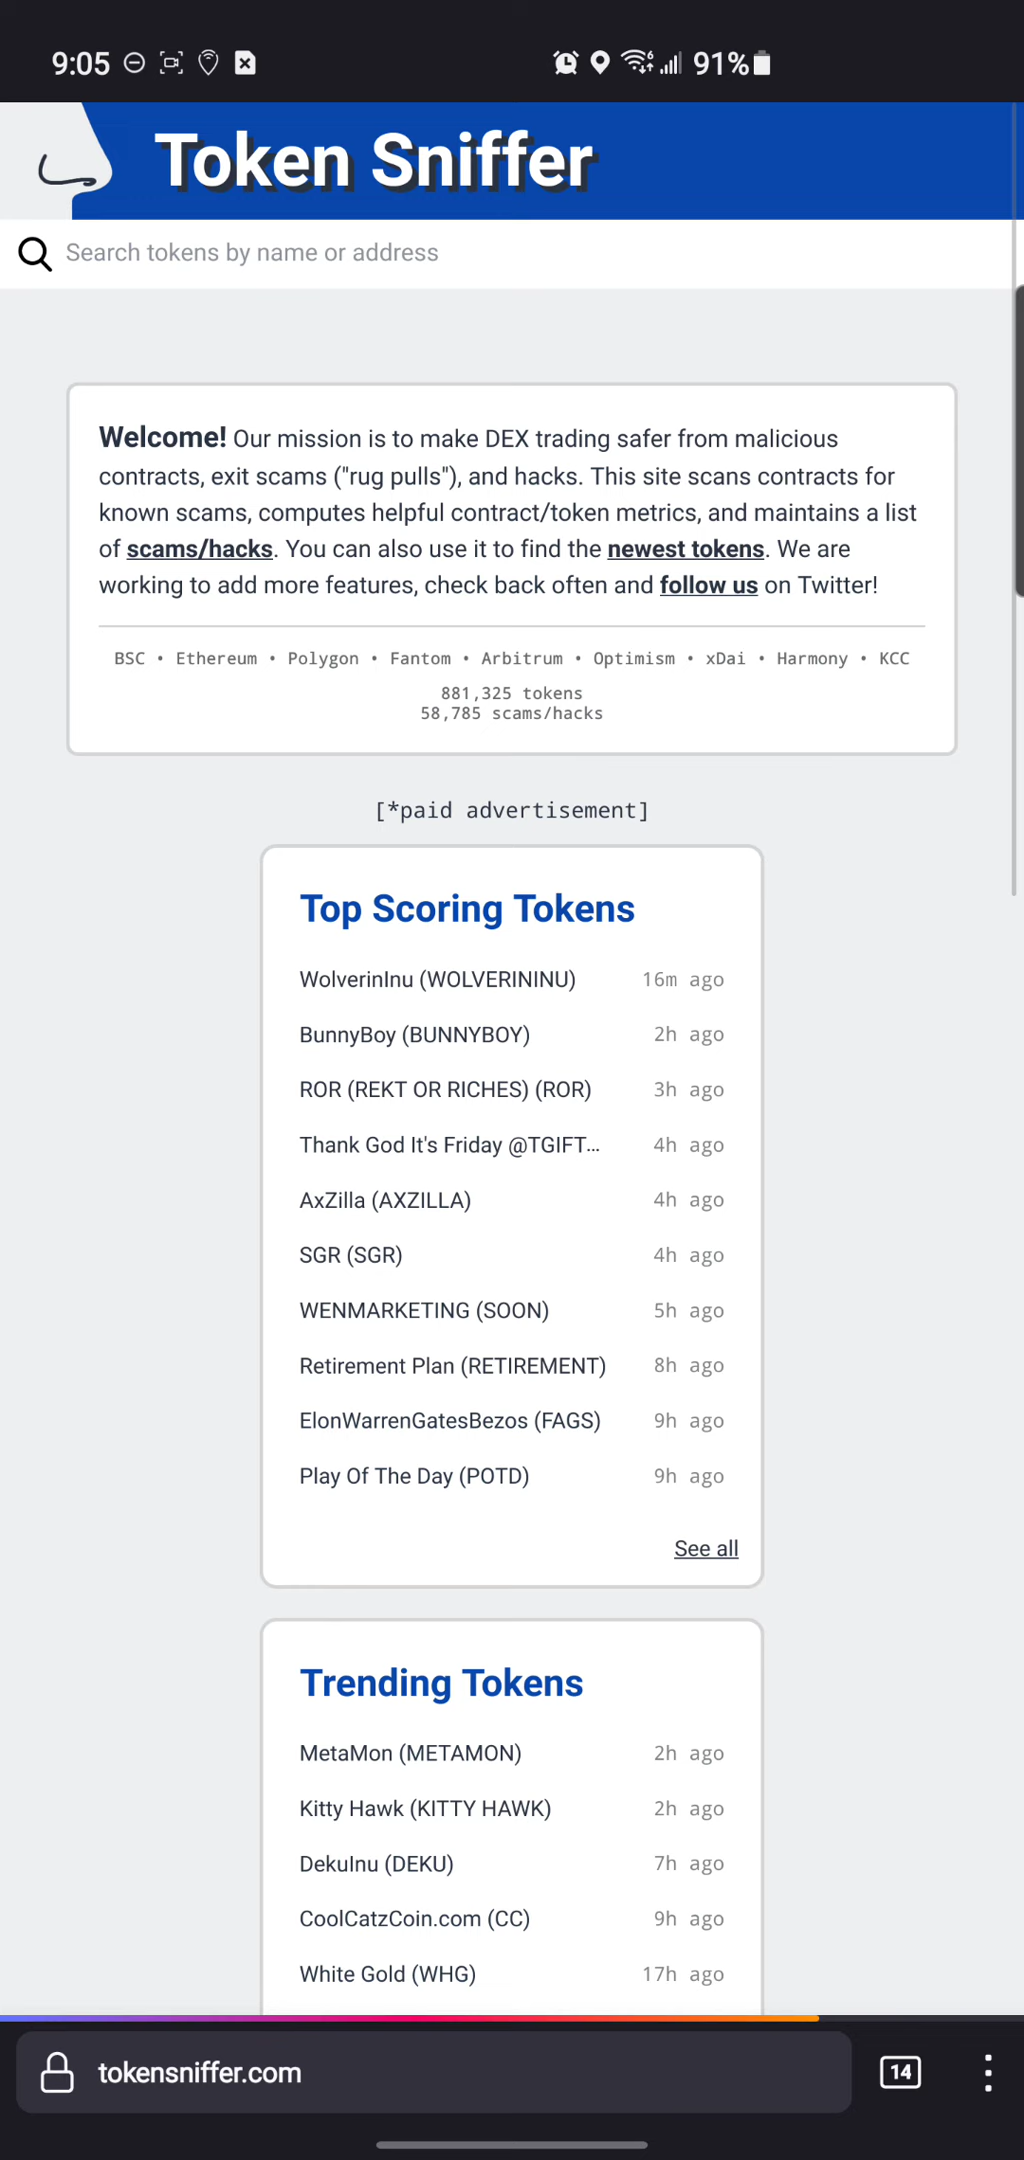 9:05
91%
Token Sniffer
Search tokens by name or address
Welcome! Our mission is to make DEX trading safer from malicious
contracts, exit scams ("rug pulls"), and hacks. This site scans contracts for
known scams, computes helpful contract/token metrics, and maintains a list
of scams/hacks. You can also use it to find the newest tokens. We are
working to add more features, check back often and follow us on Twitter!
BSC • Ethereum • Polygon • Fantom • Arbitrum • Optimism • xDai • Harmony • KCC
881,325 tokens
58,785 scams/hacks
[*paid advertisement]
Top Scoring Tokens
WolverinInu (WOLVERININU) 16m ago
BunnyBoy (BUNNYBOY) 2h ago
ROR (REKT OR RICHES) (ROR) 3h ago
Thank God It's Friday @TGIFT... 4h ago
AxZilla (AXZILLA) 4h ago
SGR (SGR) 4h ago
WENMARKETING (SOON) 5h ago
Retirement Plan (RETIREMENT) 8h ago
ElonWarrenGatesBezos (FAGS) 9h ago
Play Of The Day (POTD) 9h ago
See all
Trending Tokens
MetaMon (METAMON) 2h ago
Kitty Hawk (KITTY HAWK) 2h ago
DekuInu (DEKU) 7h ago
CoolCatzCoin.com (CC) 9h ago
White Gold (WHG) 17h ago
tokensniffer.com
14